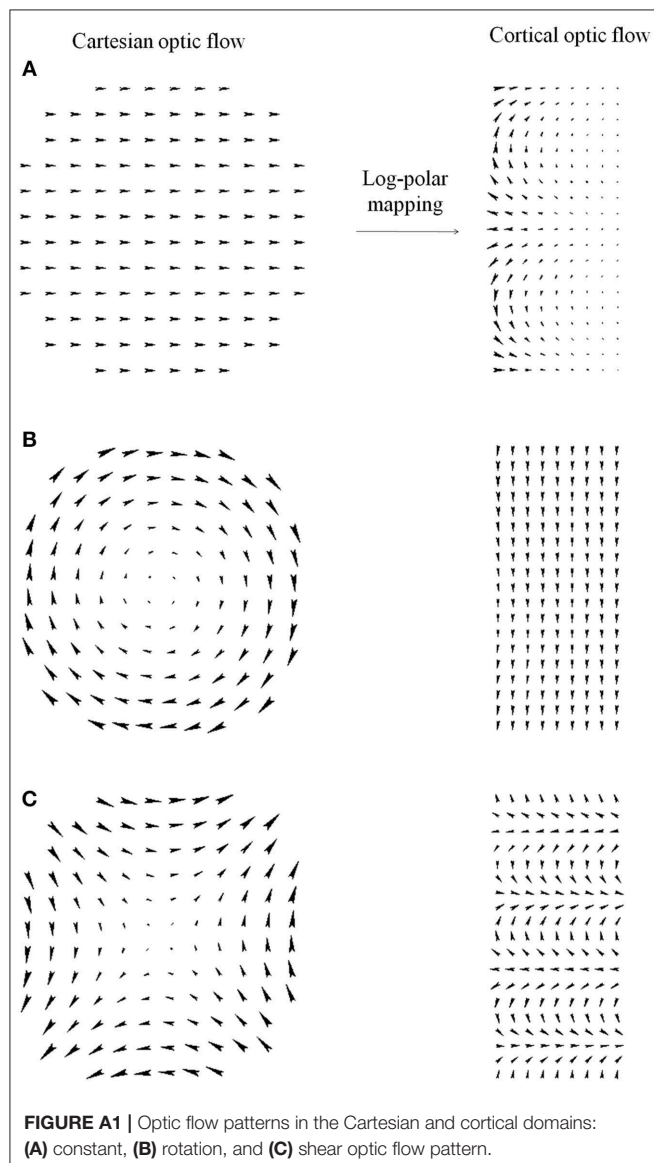 Cartesian optic flow
Cortical optic flow
A
Log-polar
mapping
B
C
FIGURE A1 | Optic flow patterns in the Cartesian and cortical domains:
(A) constant, (B) rotation, and (C) shear optic flow pattern.